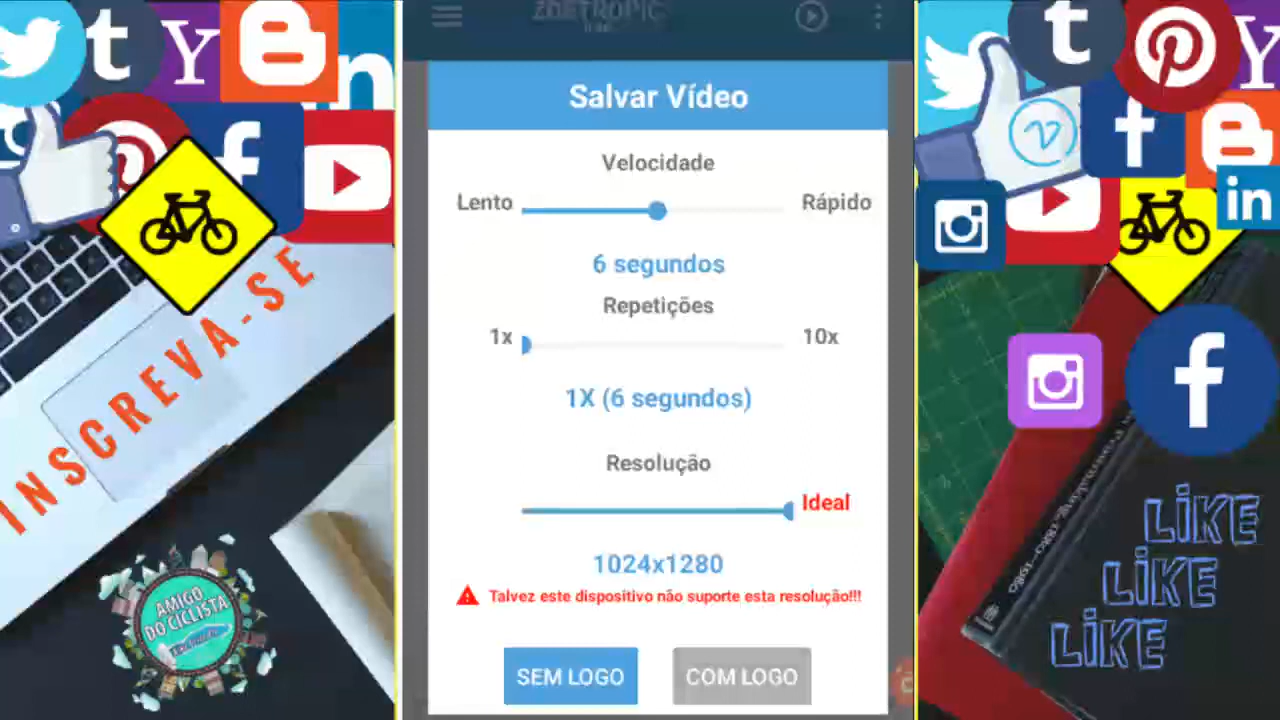 ZOETROPIC
Salvar Vídeo
Velocidade
Lento
Rápido
6 segundos
Repetições
1x
10x
1X (6 segundos)
Resolução
Ideal
1024x1280
Talvez este dispositivo não suporte esta resolução!!!
SEM LOGO
COM LOGO
INSCREVA-SE
AMIGO
DO CICLISTA
LIKE
LIKE
LIKE